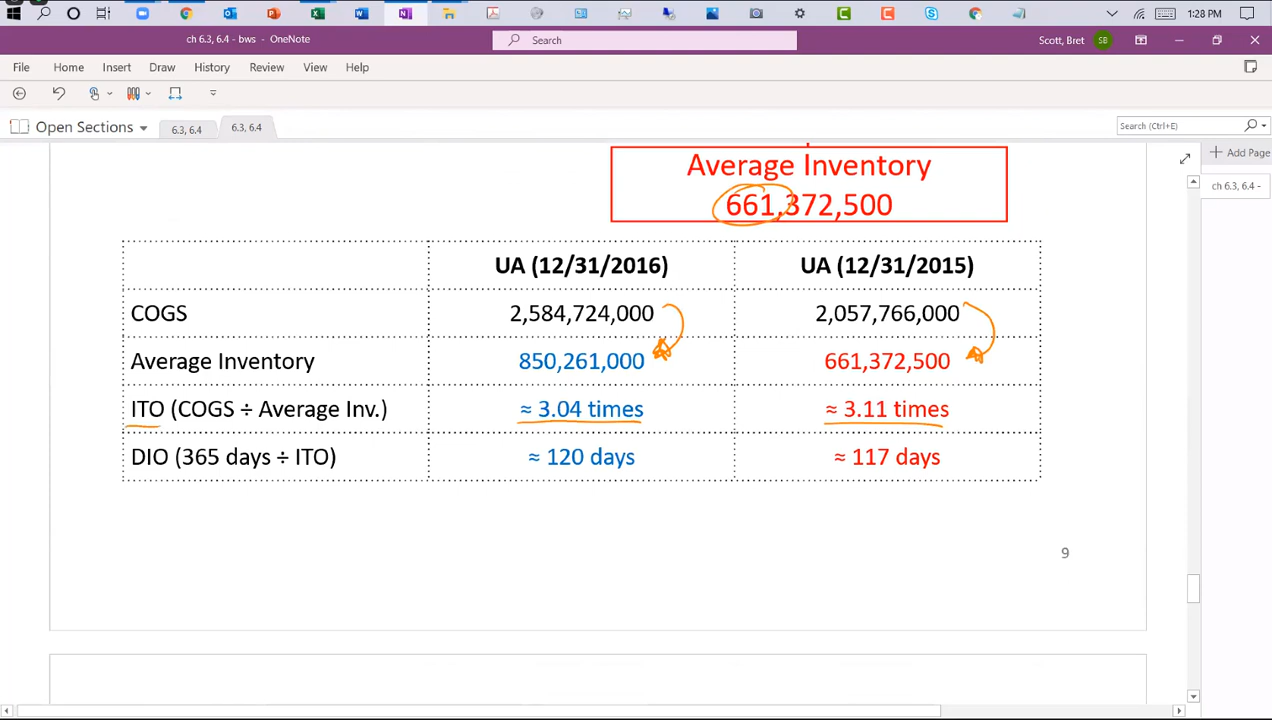 1:28 PM
ch 6.3, 6.4 - bws - OneNote
Search
Scott, Bret
SB
File Home Insert Draw History Review View Help
Open Sections
6.3, 6.4
6.3, 6.4
Search (Ctrl+E)
Add Page
ch 6.3, 6.4 -
Average Inventory
661,372,500
UA (12/31/2016) UA (12/31/2015)
COGS 2,584,724,000 2,057,766,000
Average Inventory 850,261,000 661,372,500
ITO (COGS ÷ Average Inv.) ≈ 3.04 times ≈ 3.11 times
DIO (365 days ÷ ITO) ≈ 120 days ≈ 117 days
9